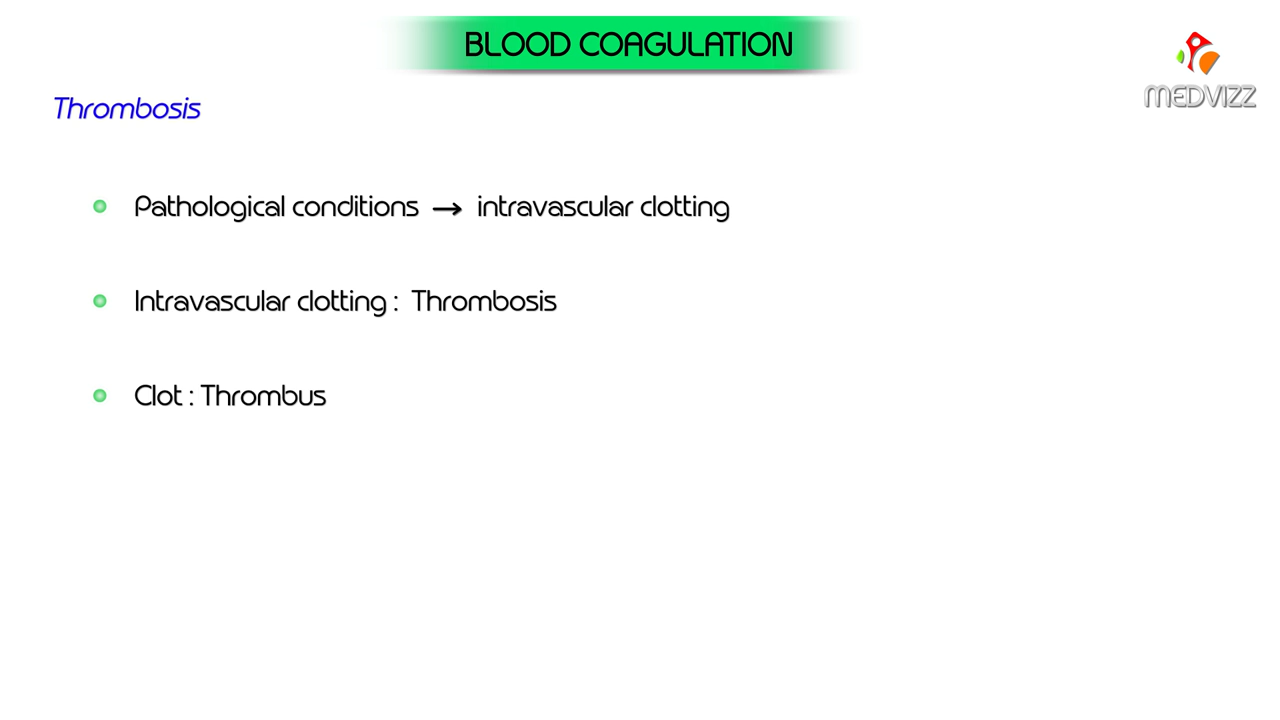 BLOOD COAGULATION
MEDVIZZ
Thrombosis
Pathological conditions → intravascular clotting
Intravascular clotting : Thrombosis
Clot : Thrombus